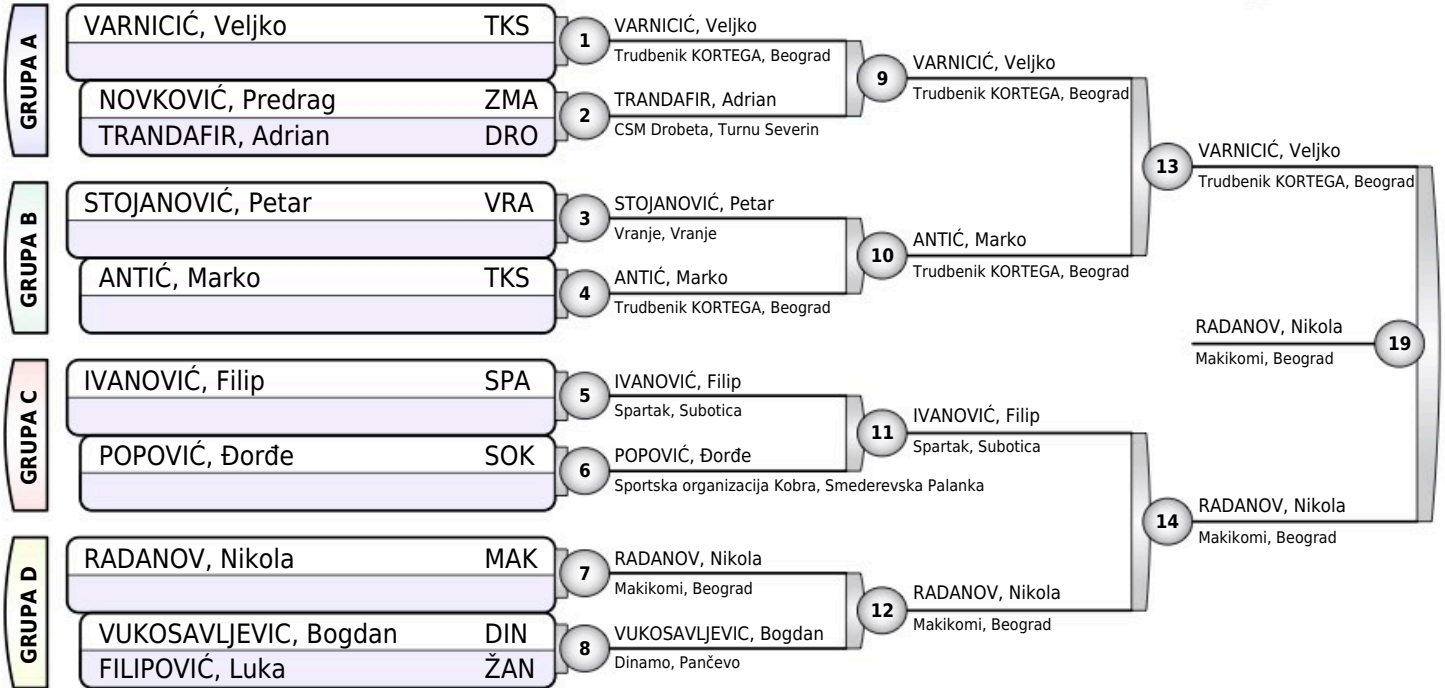 GRUPA A
VARNICIĆ, Veljko TKS
NOVKOVIĆ, Predrag ZMA
TRANDAFIR, Adrian DRO
GRUPA B
STOJANOVIĆ, Petar VRA
ANTIĆ, Marko TKS
GRUPA C
IVANOVIĆ, Filip SPA
POPOVIĆ, Đorđe SOK
GRUPA D
RADANOV, Nikola MAK
VUKOSAVLJEVIC, Bogdan DIN
FILIPOVIĆ, Luka ŽAN
1
VARNICIĆ, Veljko
Trudbenik KORTEGA, Beograd
2
TRANDAFIR, Adrian
CSM Drobeta, Turnu Severin
3
STOJANOVIĆ, Petar
Vranje, Vranje
4
ANTIĆ, Marko
Trudbenik KORTEGA, Beograd
5
IVANOVIĆ, Filip
Spartak, Subotica
6
POPOVIĆ, Đorđe
Sportska organizacija Kobra, Smederevska Palanka
7
RADANOV, Nikola
Makikomi, Beograd
8
VUKOSAVLJEVIC, Bogdan
Dinamo, Pančevo
9
VARNICIĆ, Veljko
Trudbenik KORTEGA, Beograd
10
ANTIĆ, Marko
Trudbenik KORTEGA, Beograd
11
IVANOVIĆ, Filip
Spartak, Subotica
12
RADANOV, Nikola
Makikomi, Beograd
13
VARNICIĆ, Veljko
Trudbenik KORTEGA, Beograd
14
RADANOV, Nikola
Makikomi, Beograd
RADANOV, Nikola
Makikomi, Beograd
19